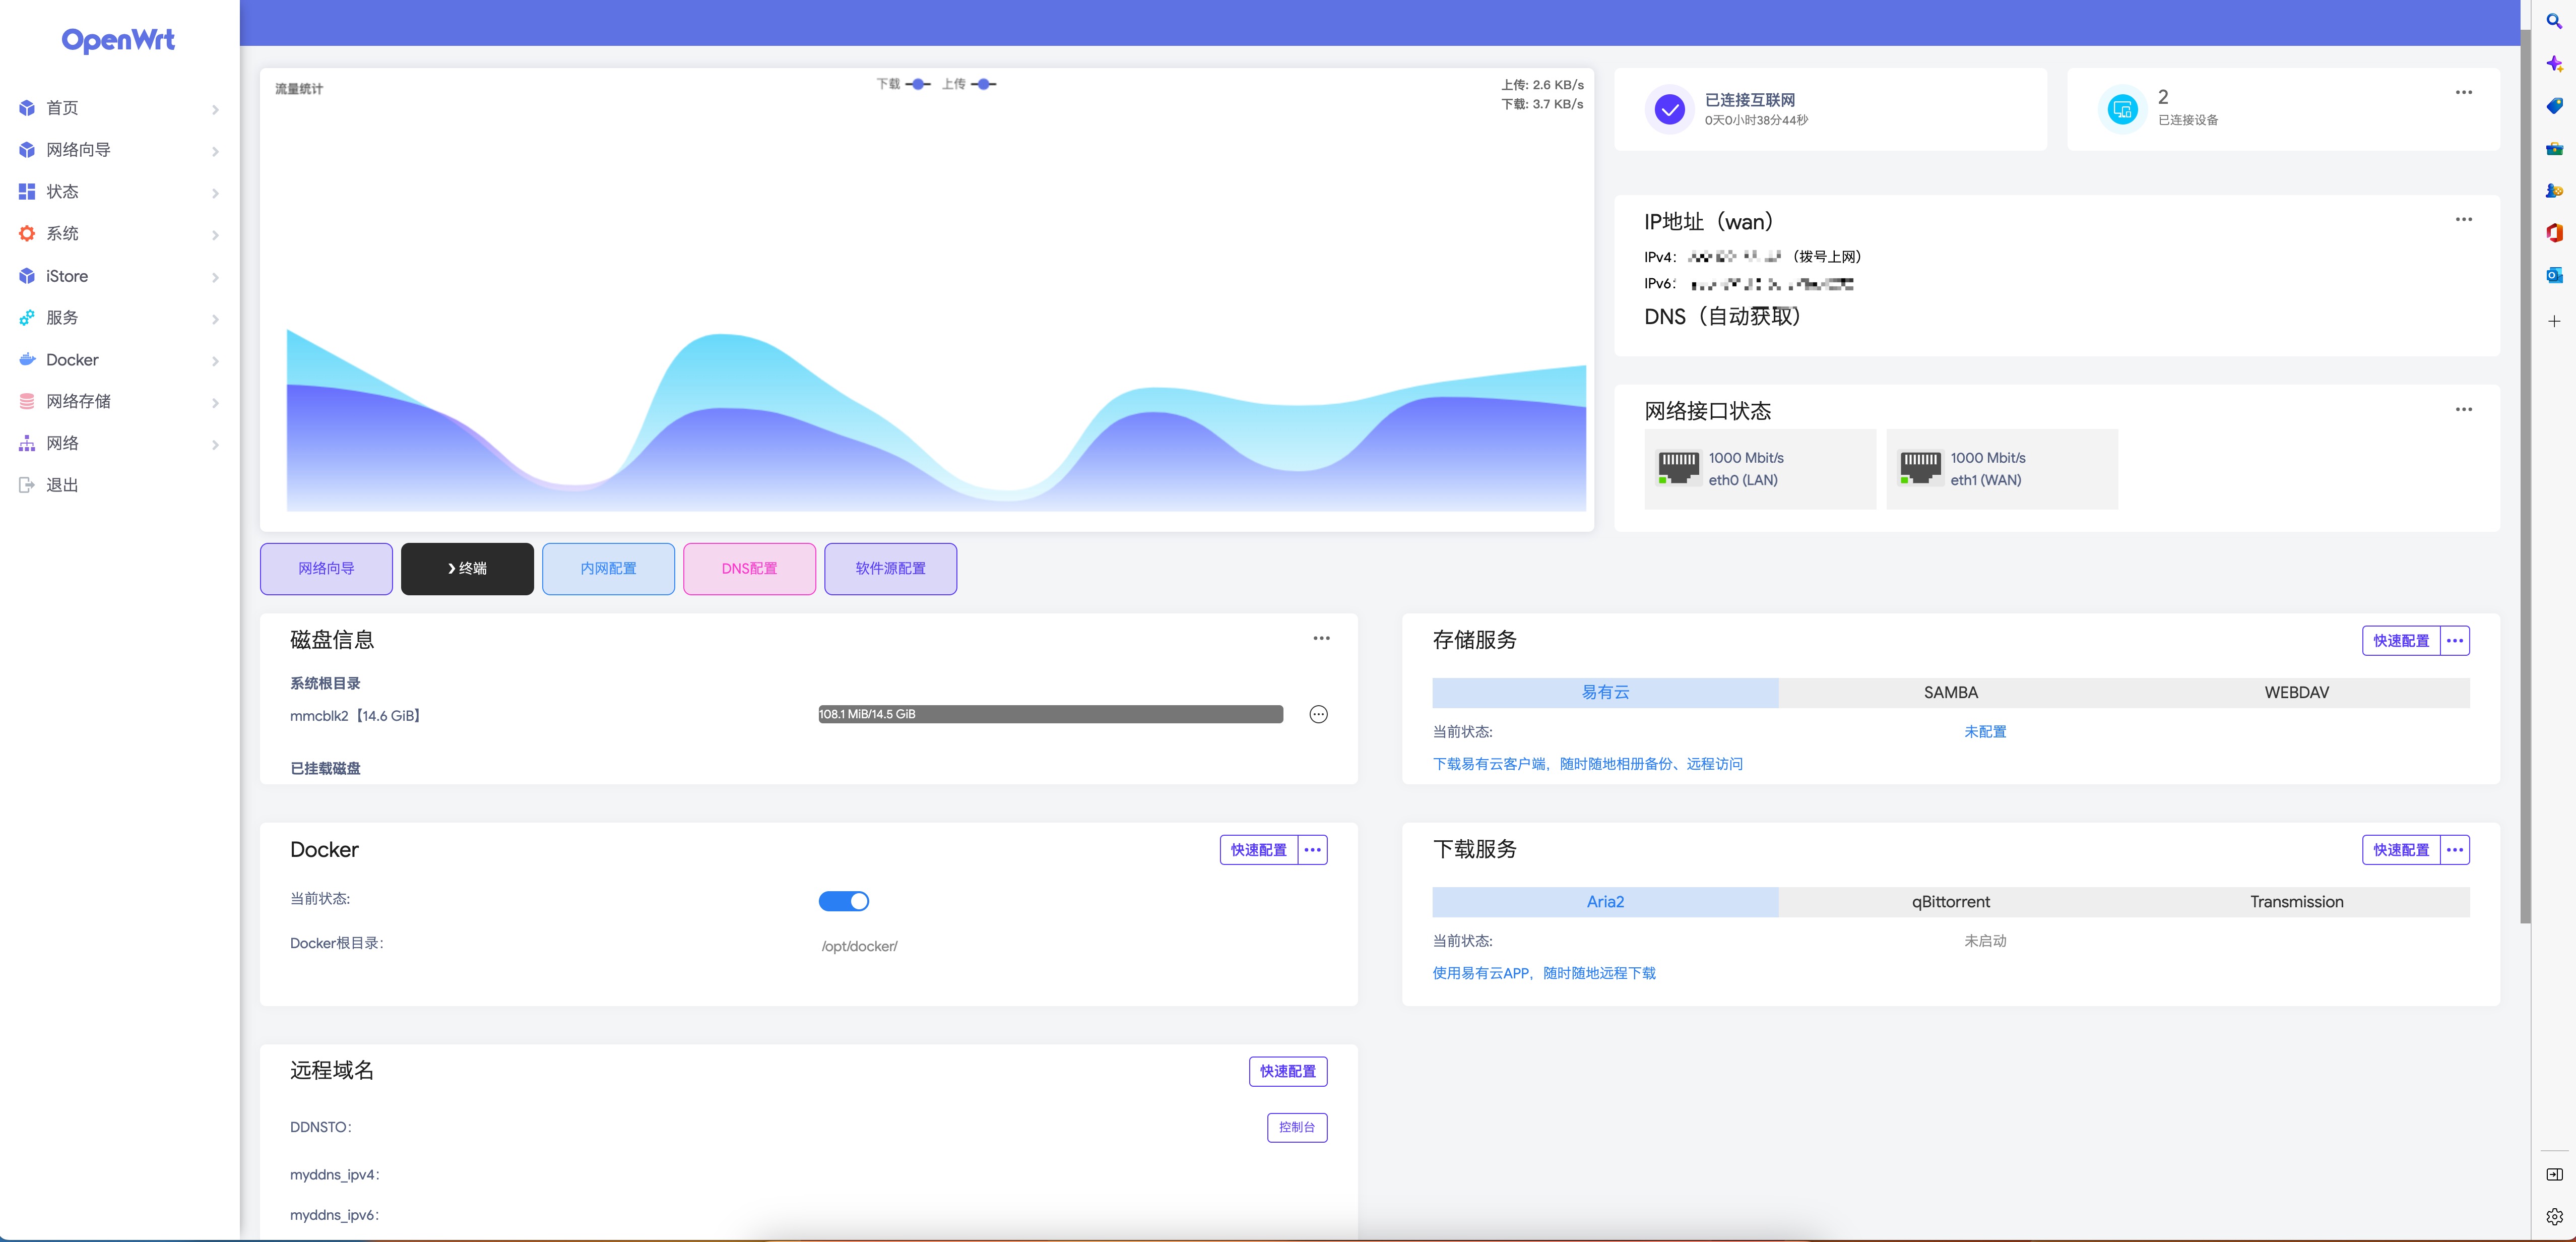 OpenWrt
首页
网络向导
状态
系统
iStore
服务
Docker
网络存储
网络
退出
流量统计
下载 上传
上传: 2.6 KB/s
下载: 3.7 KB/s
已连接互联网
0天0小时38分44秒
2
已连接设备
IP地址（wan）
IPv4: （拨号上网）
IPv6:
DNS（自动获取）
网络接口状态
1000 Mbit/s
eth0 (LAN)
1000 Mbit/s
eth1 (WAN)
网络向导
❯终端
内网配置
DNS配置
软件源配置
磁盘信息
系统根目录
mmcblk2【14.6 GiB】
108.1 MiB/14.5 GiB
已挂载磁盘
存储服务
快速配置
易有云 SAMBA WEBDAV
当前状态: 未配置
下载易有云客户端，随时随地相册备份、远程访问
Docker
快速配置
当前状态:
Docker根目录: /opt/docker/
下载服务
快速配置
Aria2 qBittorrent Transmission
当前状态: 未启动
使用易有云APP，随时随地远程下载
远程域名
快速配置
DDNSTO:
控制台
myddns_ipv4:
myddns_ipv6: